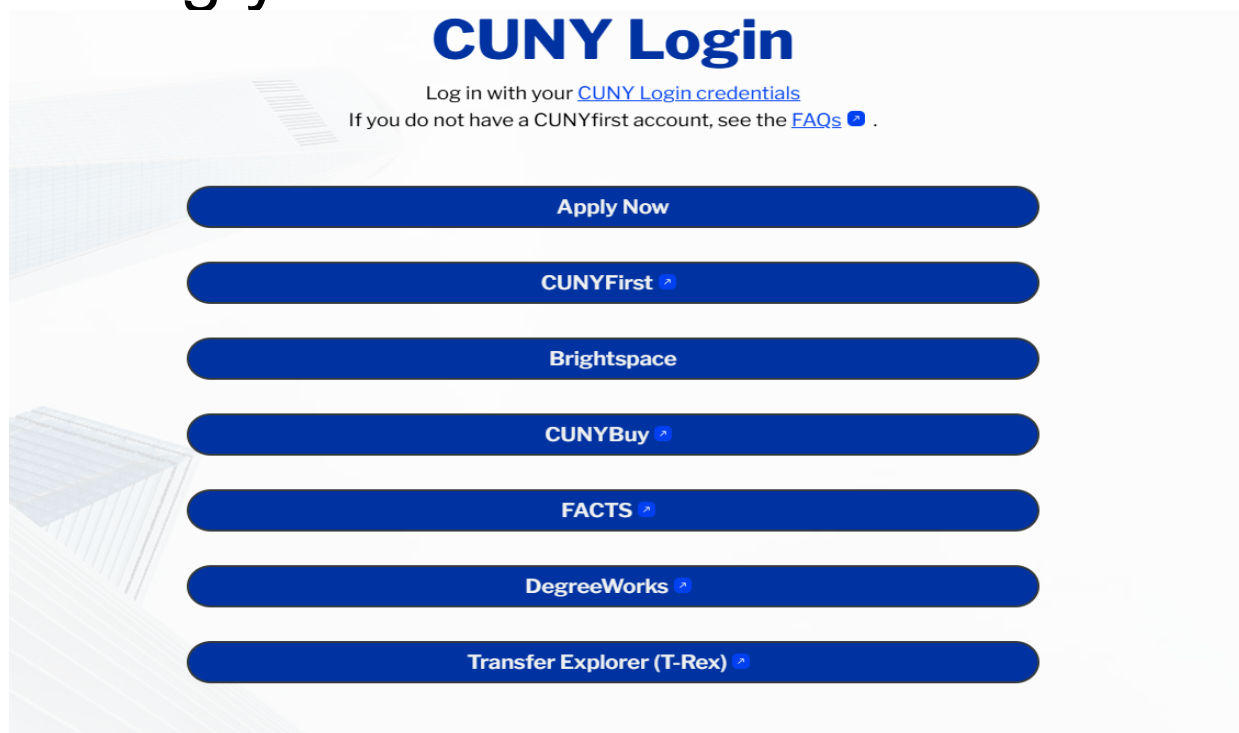 CUNY Login
Log in with your CUNY Login credentials
If you do not have a CUNYfirst account, see the FAQs .
Apply Now
CUNYFirst
Brightspace
CUNYBuy
FACTS
DegreeWorks
Transfer Explorer (T-Rex)